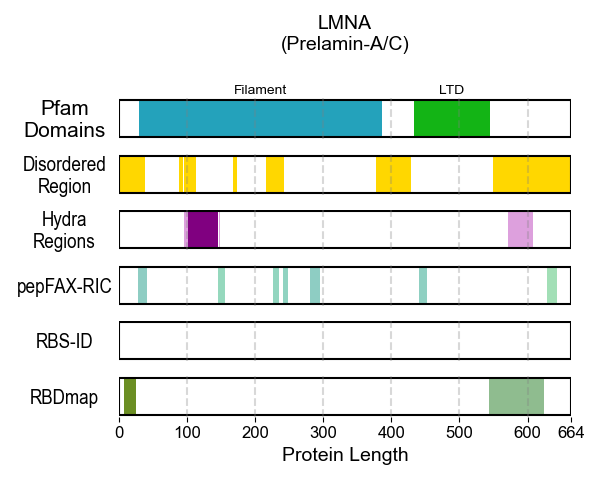 LMNA
(Prelamin-A/C)
Filament LTD
Pfam
Domains
Disordered
Region
Hydra
Regions
pepFAX-RIC
RBS-ID
RBDmap
0 100 200 300 400 500 600 664
Protein Length